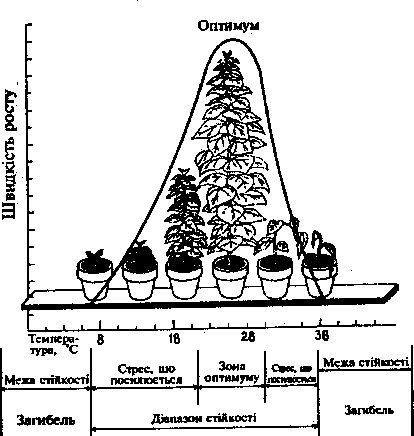 Оптимум
Швидкість росту
Темпера-
тура, °C
8 18 28 38
Межа стійкості
Стрес, що
посилюється
Зона
оптимуму
Стрес, що
посилюється
Межа стійкості
Загибель
Діапазон стійкості
Загибель